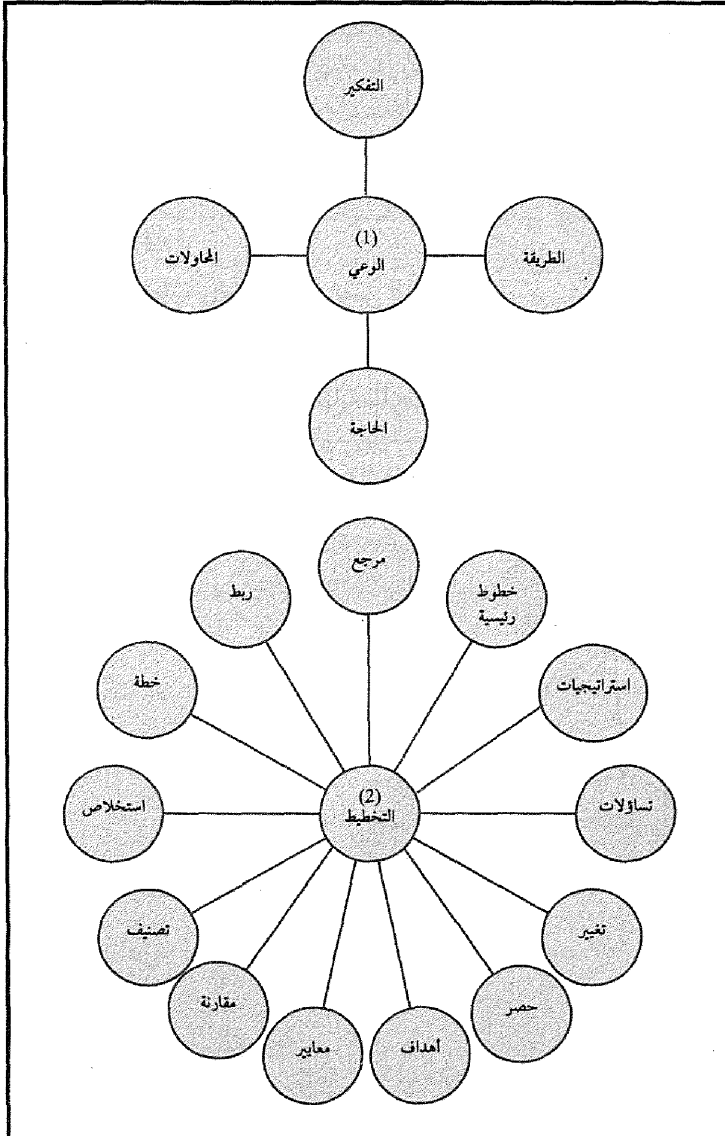 التفكير
(1)
الوعي
الطريقة
المحاولات
الحاجة
مرجع
خطوط
رئيسية
ربط
استراتيجيات
خطة
تساؤلات
(2)
التخطيط
استخلاص
تغيير
تصنيف
حصر
مقارنة
أهداف
معايير